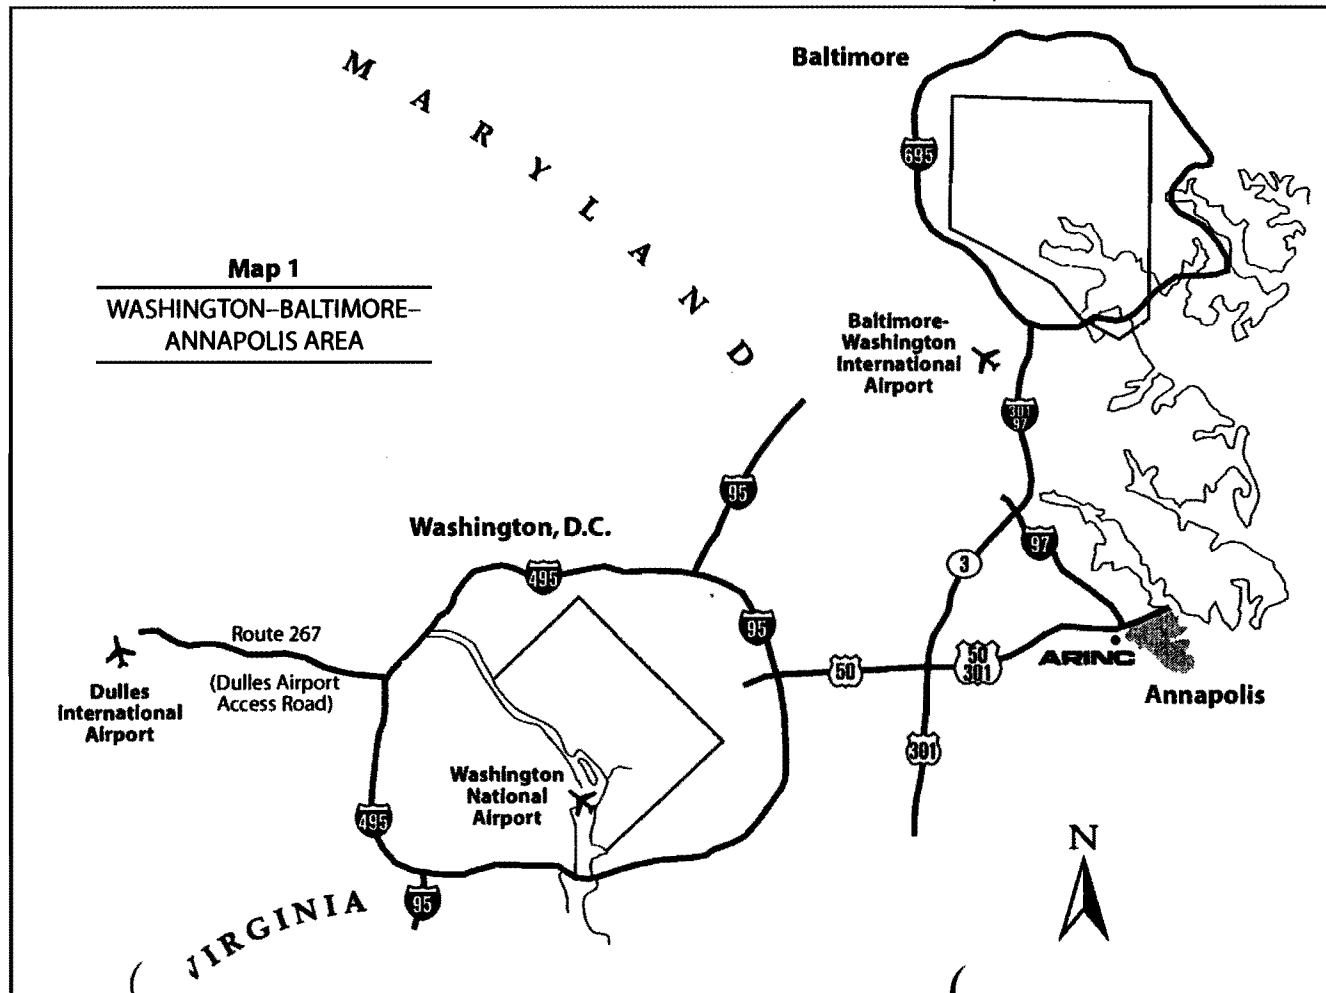 MARYLAND
Baltimore
695
Map 1
WASHINGTON–BALTIMORE–
ANNAPOLIS AREA
Baltimore-
Washington
International
Airport
301
97
95
Washington, D.C.
495
97
3
95
Route 267
(Dulles Airport
Access Road)
Dulles
International
Airport
50
50
301
ARINC
Annapolis
301
Washington
National
Airport
495
N
95
VIRGINIA